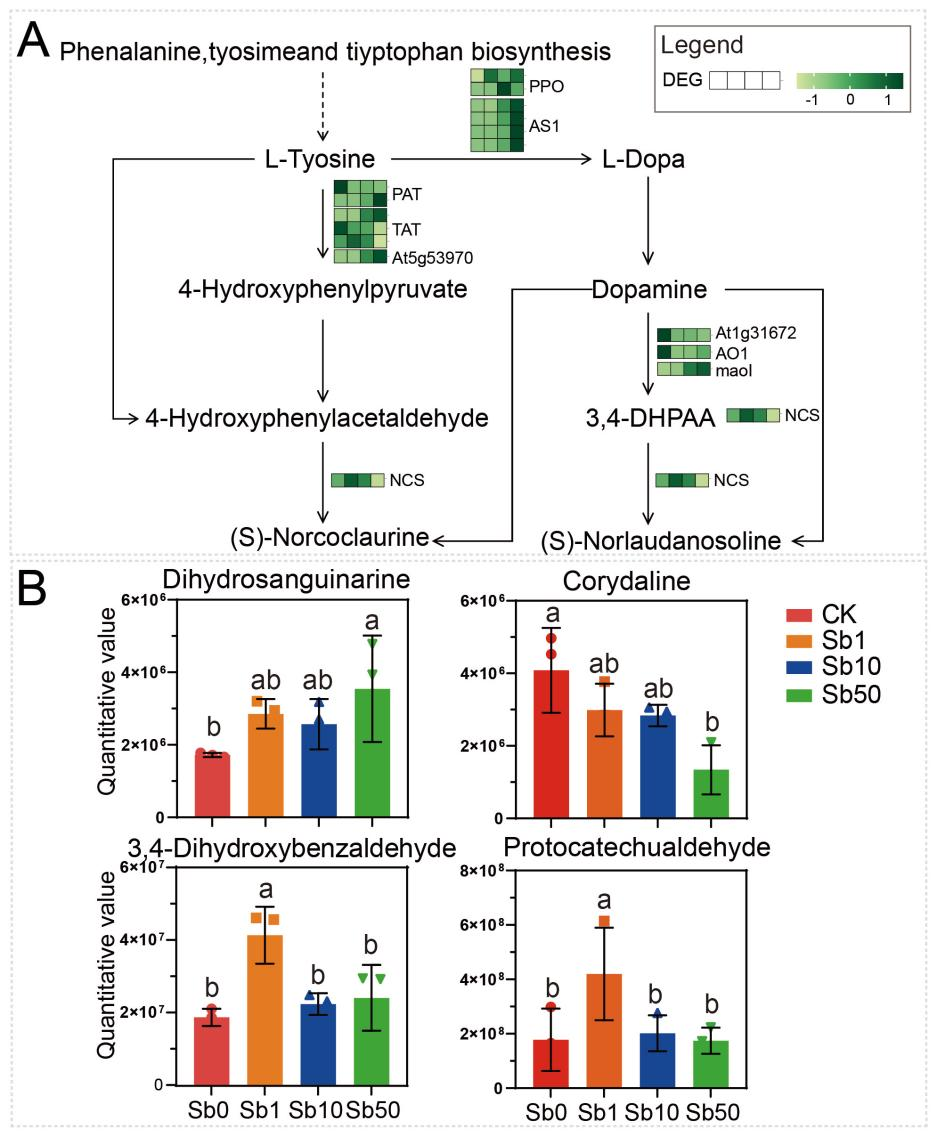 A
Phenalanine,tyosimeand tiyptophan biosynthesis
Legend
DEG
-1 0 1
PPO
AS1
L-Tyosine
L-Dopa
PAT
TAT
At5g53970
4-Hydroxyphenylpyruvate
Dopamine
At1g31672
AO1
maoI
4-Hydroxyphenylacetaldehyde
3,4-DHPAA
NCS
NCS
NCS
(S)-Norcoclaurine
(S)-Norlaudanosoline
B
Dihydrosanguinarine
Quantitative value
6×10⁶
4×10⁶
2×10⁶
0
b
ab
ab
a
Corydaline
6×10⁶
4×10⁶
2×10⁶
0
a
ab
ab
b
CK
Sb1
Sb10
Sb50
3,4-Dihydroxybenzaldehyde
Quantitative value
6×10⁷
4×10⁷
2×10⁷
0
b
a
b
b
Sb0 Sb1 Sb10 Sb50
Protocatechualdehyde
8×10⁸
6×10⁸
4×10⁸
2×10⁸
0
b
a
b
b
Sb0 Sb1 Sb10 Sb50